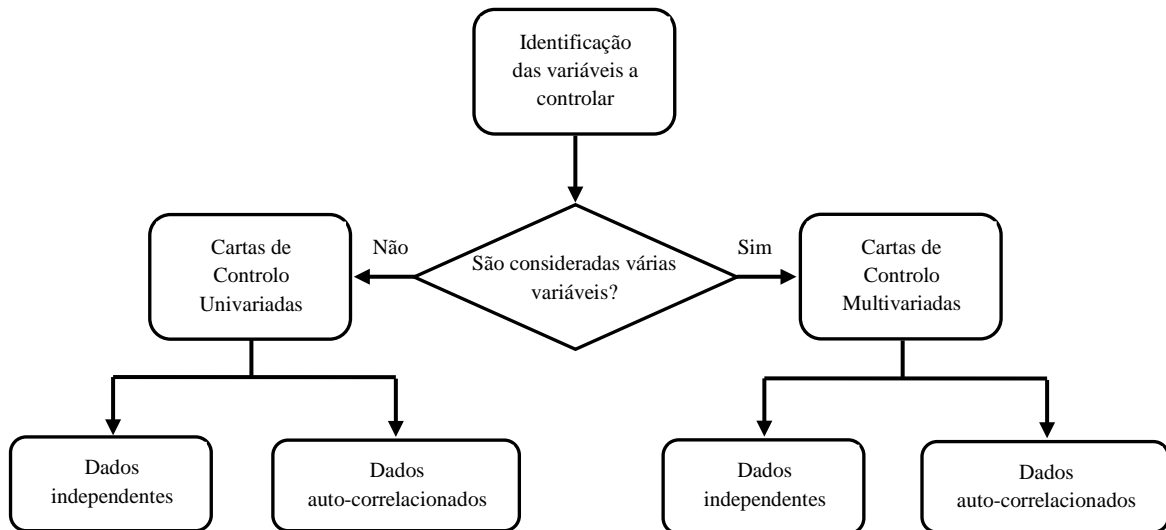 Identificação
das variáveis a
controlar
Não
São consideradas várias
variáveis?
Sim
Cartas de
Controlo
Univariadas
Cartas de
Controlo
Multivariadas
Dados
independentes
Dados
auto-correlacionados
Dados
independentes
Dados
auto-correlacionados